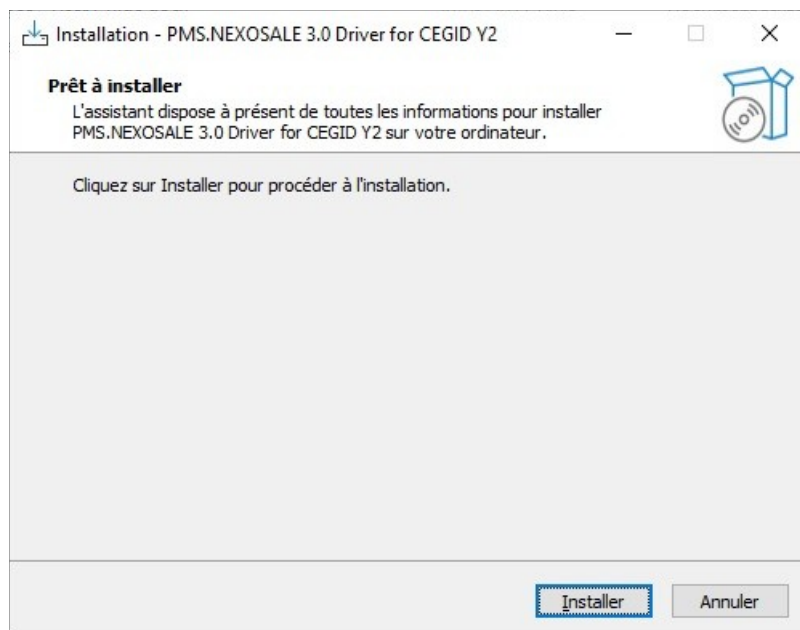 Installation - PMS.NEXOSALE 3.0 Driver for CEGID Y2
Prêt à installer
L'assistant dispose à présent de toutes les informations pour installer
PMS.NEXOSALE 3.0 Driver for CEGID Y2 sur votre ordinateur.
Cliquez sur Installer pour procéder à l'installation.
Installer
Annuler